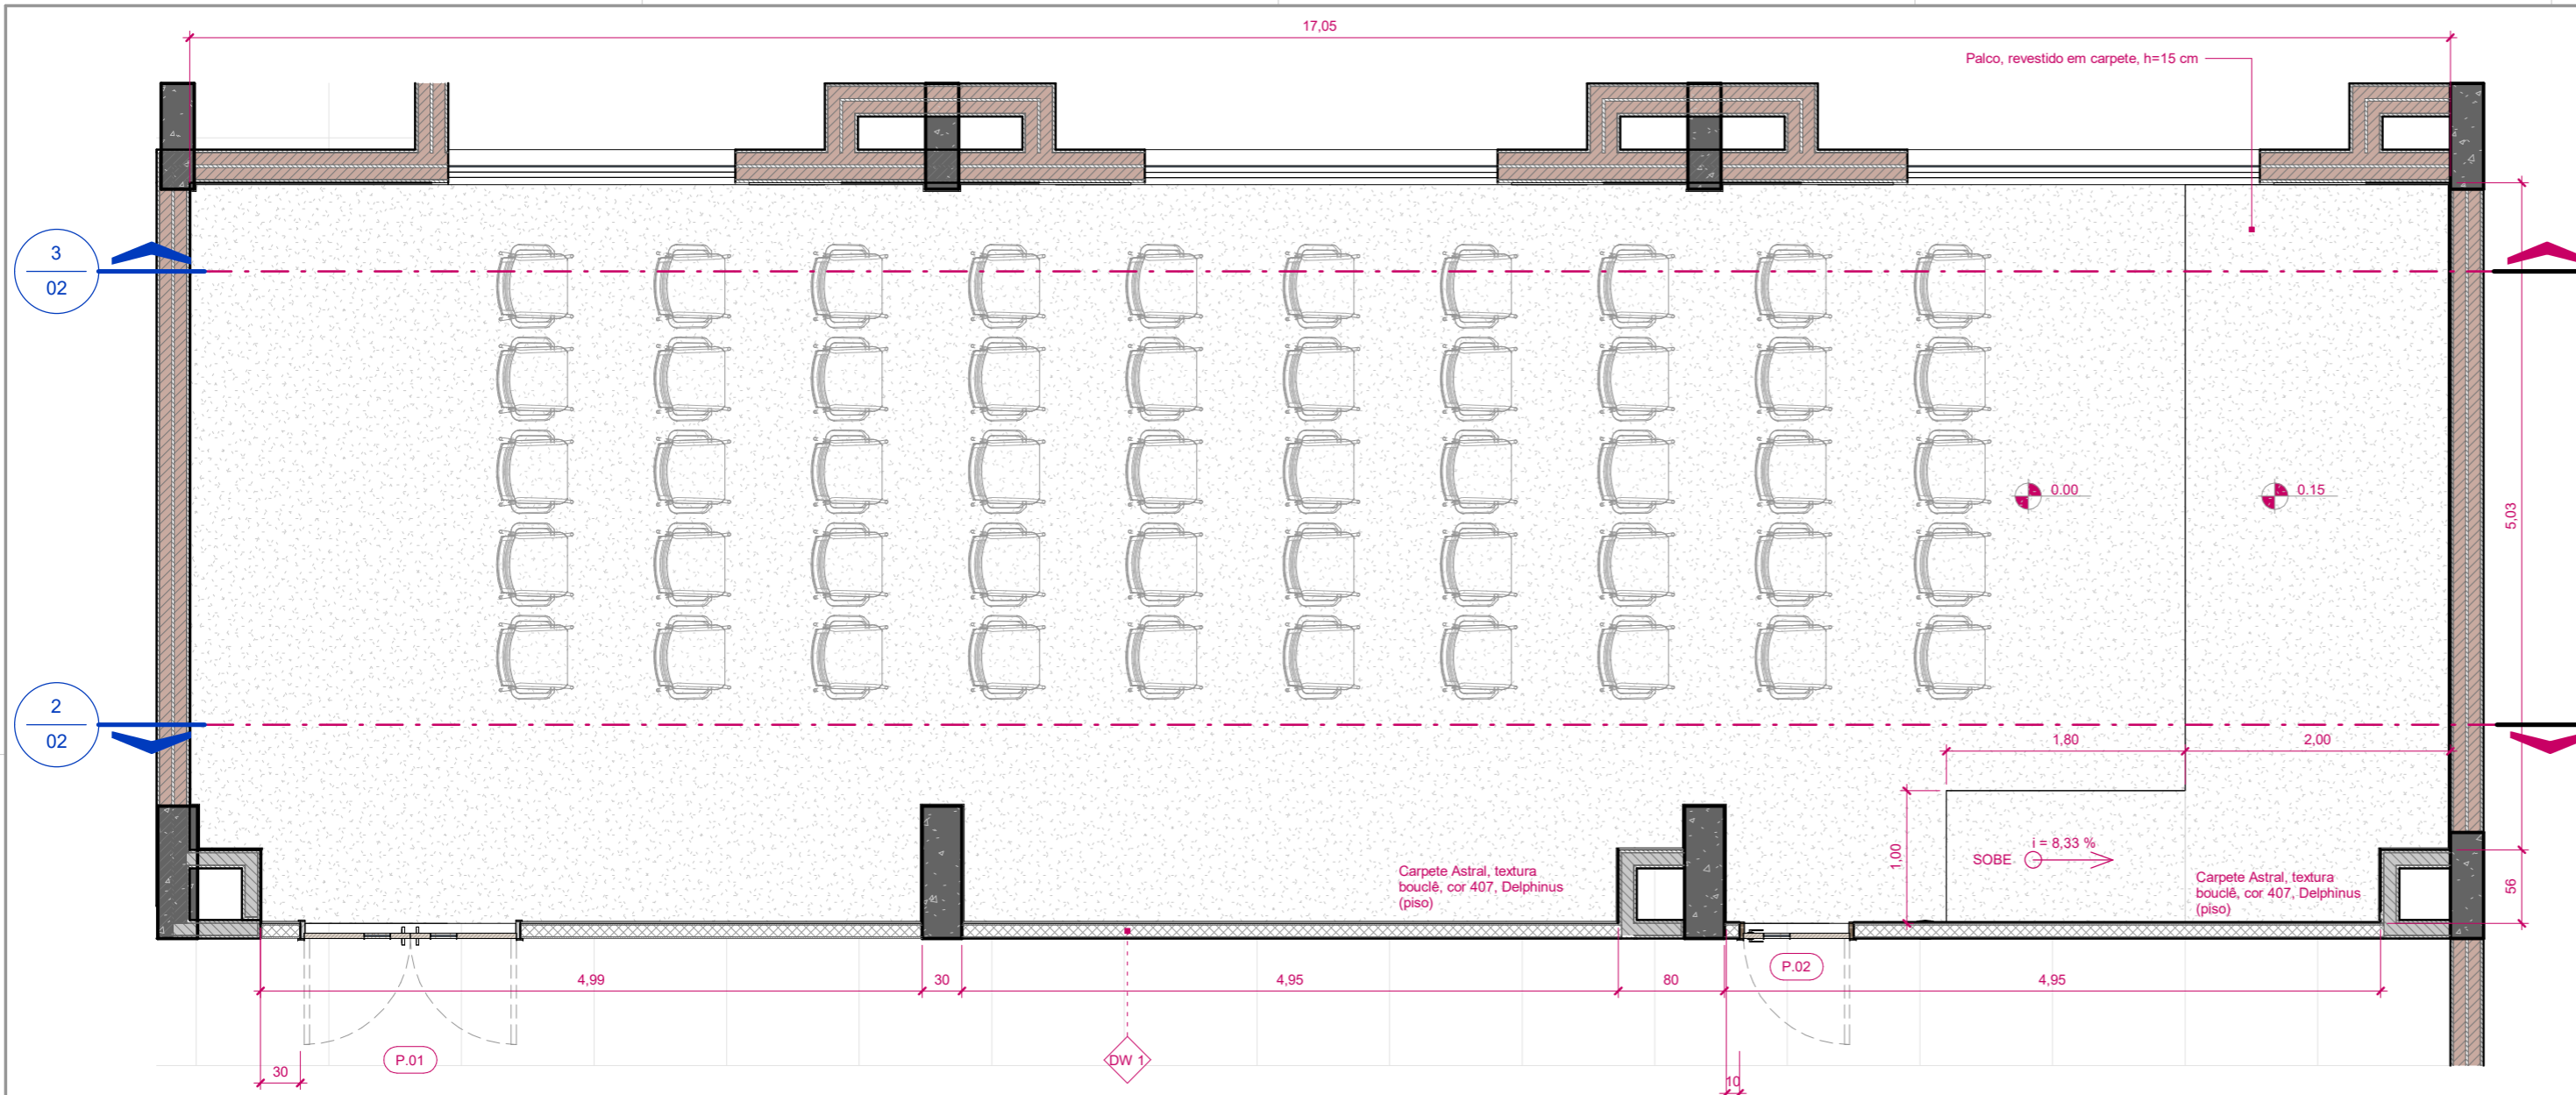 17,05
Palco, revestido em carpete, h=15 cm
3
02
0.00
0.15
5,03
2
02
1,80
2,00
1,00
i = 8,33 %
SOBE
Carpete Astral, textura
bouclê, cor 407, Delphinus
(piso)
Carpete Astral, textura
bouclê, cor 407, Delphinus
(piso)
56
4,99
30
4,95
80
P.02
4,95
P.01
DW 1
30
10